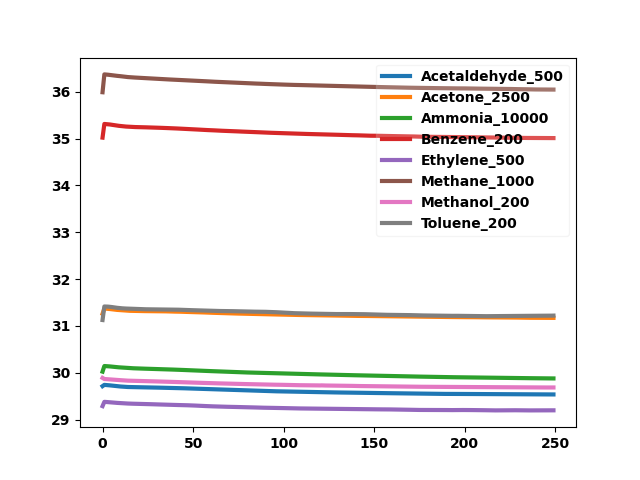 36
35
34
33
32
31
30
29
0
50
100
150
200
250
Acetaldehyde_500
Acetone_2500
Ammonia_10000
Benzene_200
Ethylene_500
Methane_1000
Methanol_200
Toluene_200